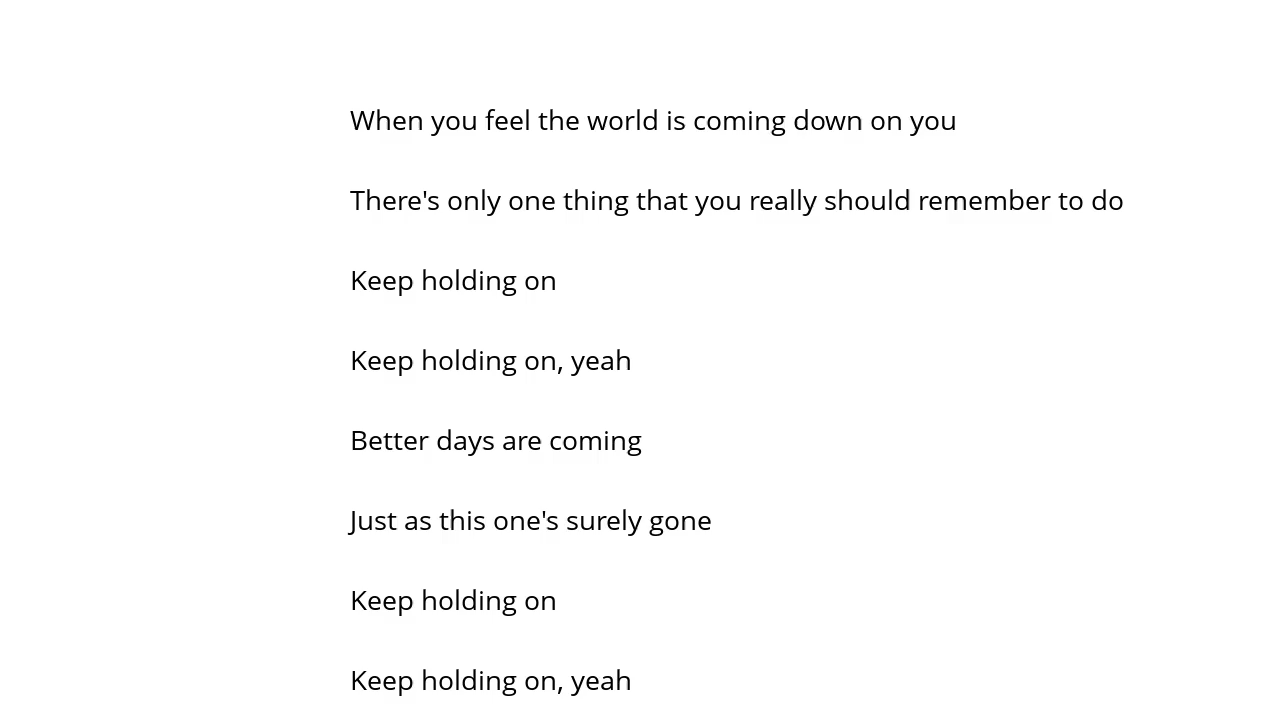 When you feel the world is coming down on you
There's only one thing that you really should remember to do
Keep holding on
Keep holding on, yeah
Better days are coming
Just as this one's surely gone
Keep holding on
Keep holding on, yeah